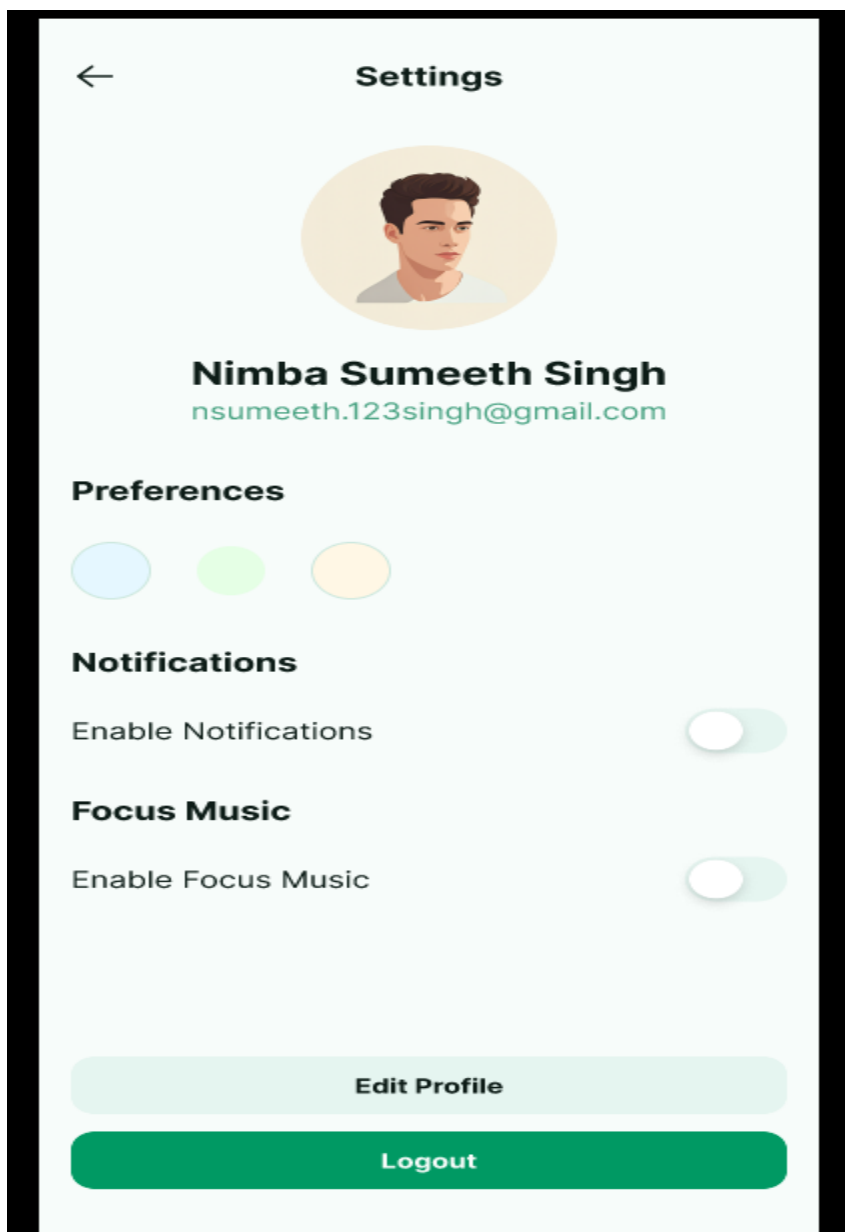 Settings
Nimba Sumeeth Singh
nsumeeth.123singh@gmail.com
Preferences
Notifications
Enable Notifications
Focus Music
Enable Focus Music
Edit Profile
Logout